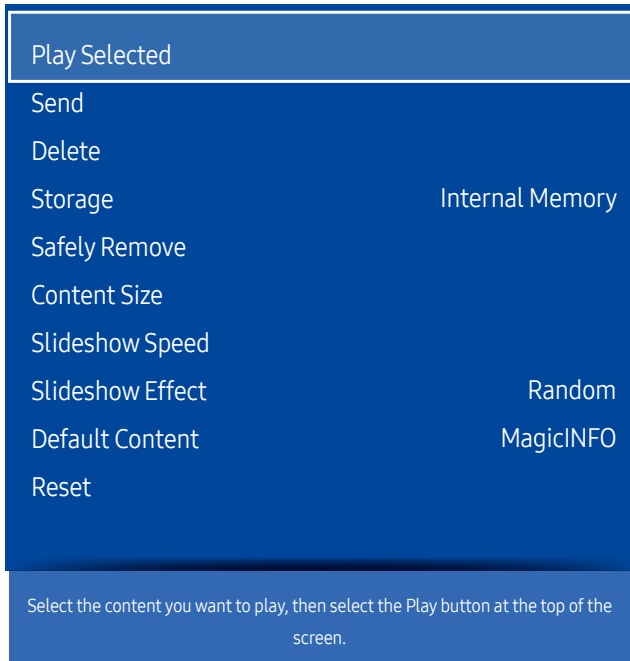 Play Selected
Send
Delete
Storage Internal Memory
Safely Remove
Content Size
Slideshow Speed
Slideshow Effect Random
Default Content MagicINFO
Reset
Select the content you want to play, then select the Play button at the top of the
screen.